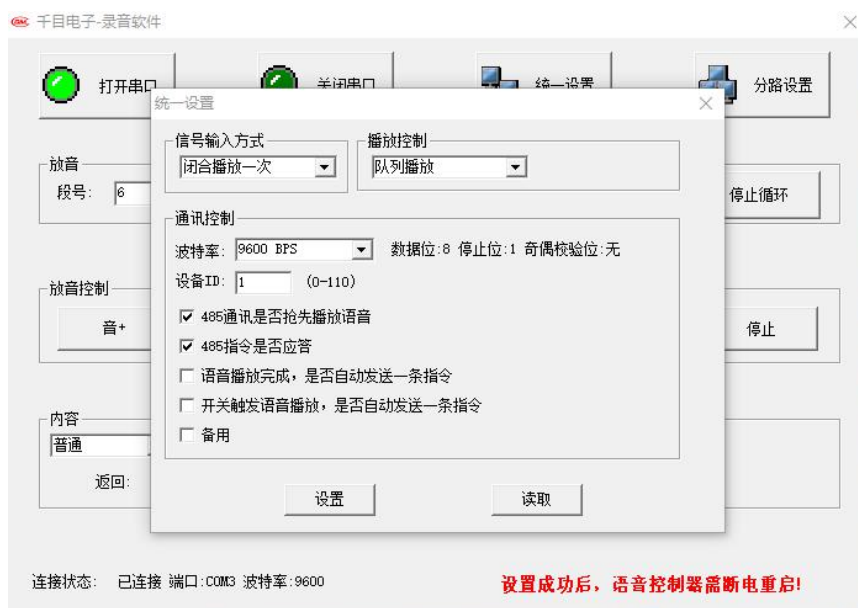 千目电子-录音软件
打开串口
关闭串口
统一设置
分路设置
统一设置
信号输入方式
播放控制
闭合播放一次
队列播放
放音
段号: 6
停止循环
通讯控制
波特率: 9600 BPS 数据位:8 停止位:1 奇偶校验位:无
设备ID: 1 (0-110)
放音控制
音+
停止
485通讯是否抢先播放语音
485指令是否应答
语音播放完成，是否自动发送一条指令
开关触发语音播放，是否自动发送一条指令
备用
内容
普通
返回:
设置
读取
连接状态: 已连接 端口:COM3 波特率:9600
设置成功后，语音控制器需断电重启!